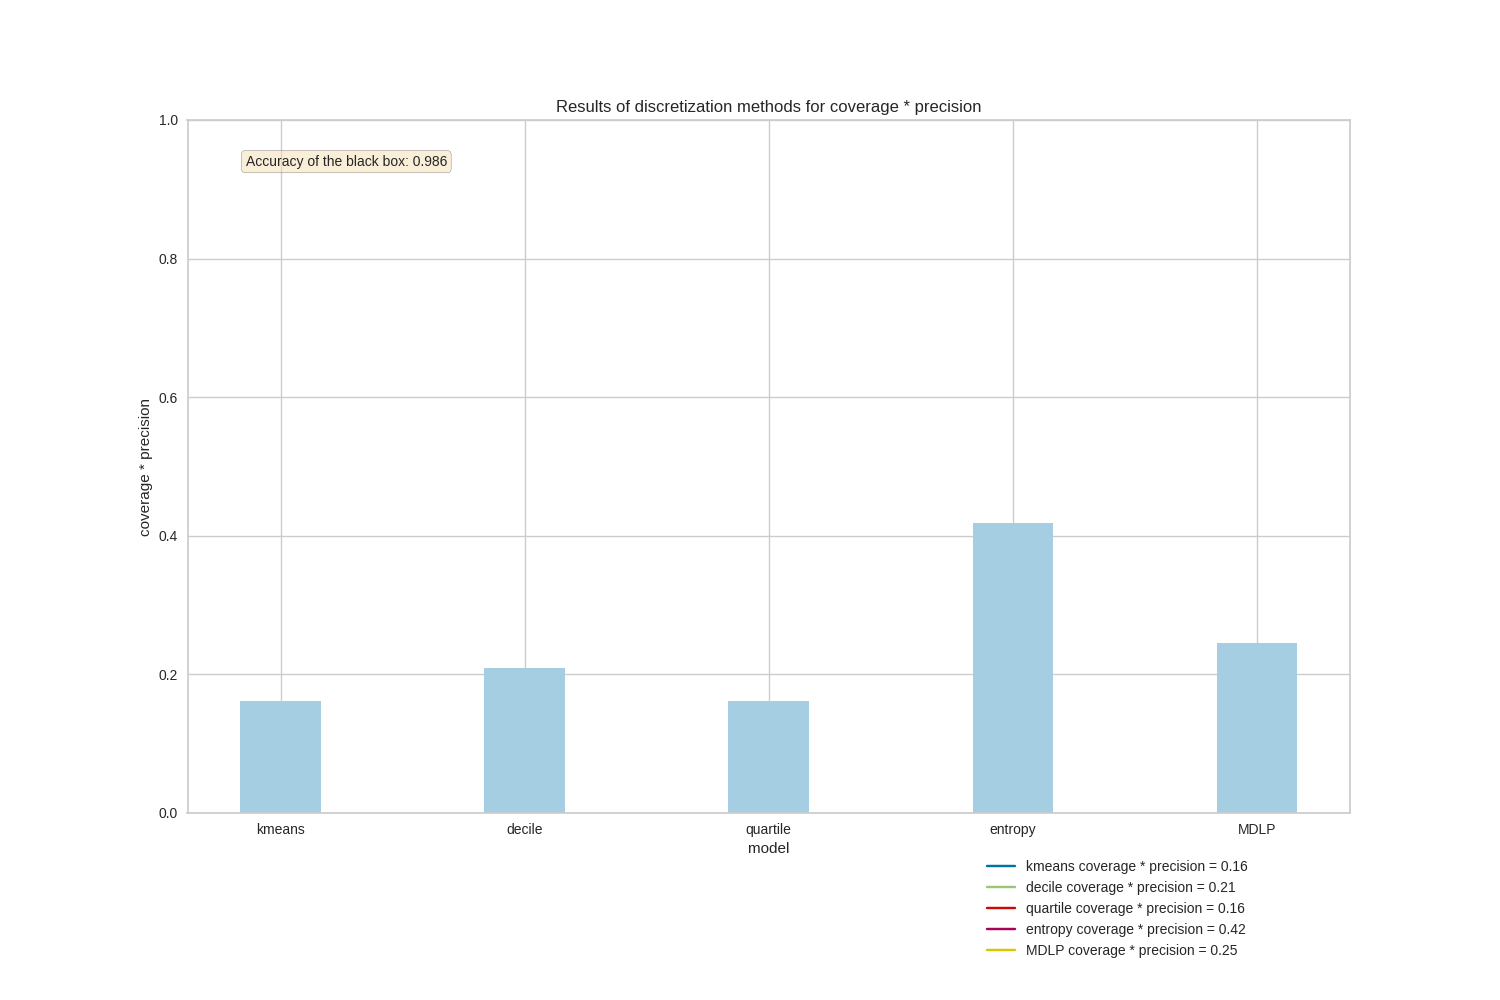 Results of discretization methods for coverage * precision
1.0
Accuracy of the black box: 0.986
0.8
0.6
coverage * precision
0.4
0.2
0.0
kmeans decile quartile entropy MDLP
model
kmeans coverage * precision = 0.16
decile coverage * precision = 0.21
quartile coverage * precision = 0.16
entropy coverage * precision = 0.42
MDLP coverage * precision = 0.25